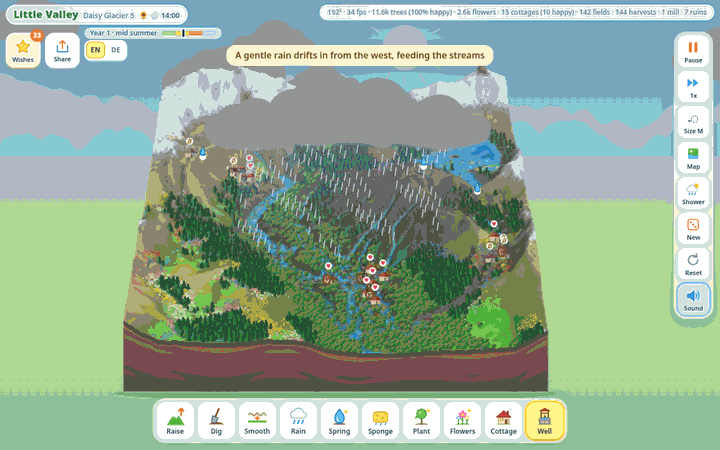 Little Valley Daisy Glacier 5 14:00
192² · 34 fps · 11.6k trees (100% happy) · 2.6k flowers · 15 cottages (10 happy) · 142 fields · 144 harvests · 1 mill · 7 ruins
Year 1 · mid summer
33
Wishes
Share
EN DE
A gentle rain drifts in from the west, feeding the streams
Pause
1x
Size M
Map
Shower
New
Reset
Sound
Raise Dig Smooth Rain Spring Sponge Plant Flowers Cottage Well